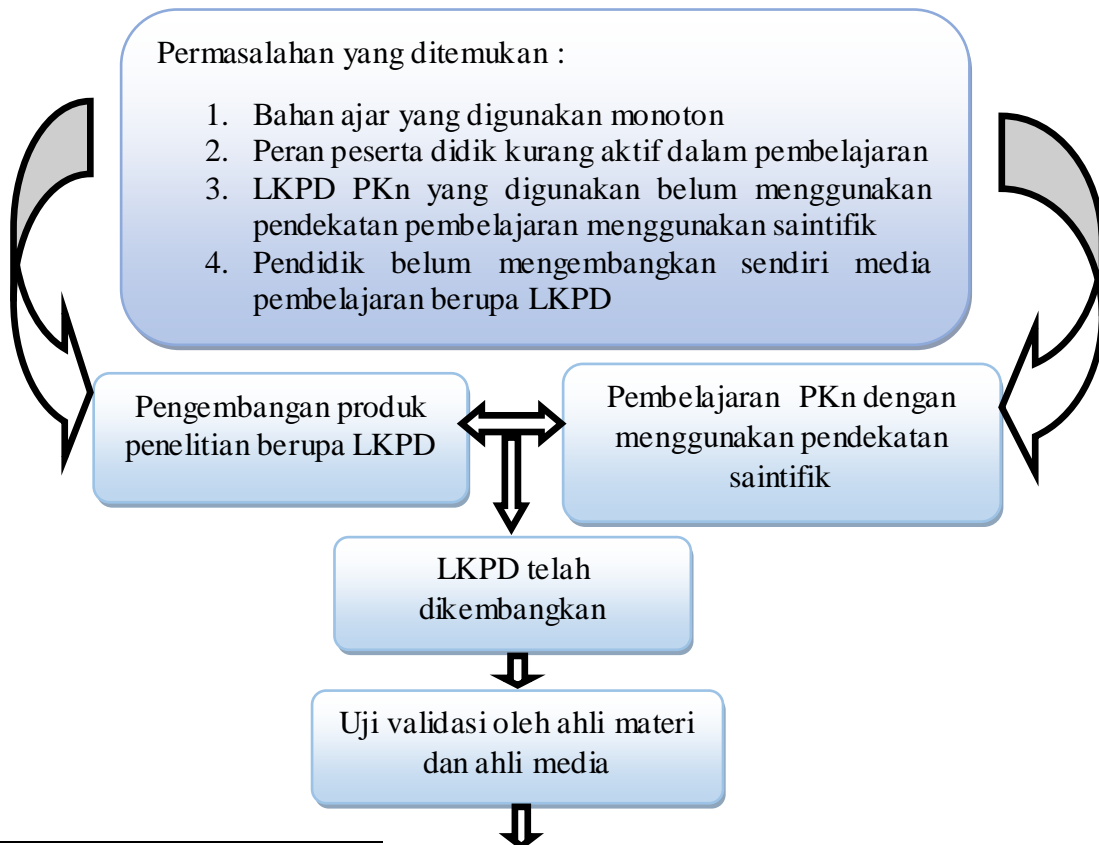 Permasalahan yang ditemukan :
1. Bahan ajar yang digunakan monoton
2. Peran peserta didik kurang aktif dalam pembelajaran
3. LKPD PKn yang digunakan belum menggunakan
pendekatan pembelajaran menggunakan saintifik
4. Pendidik belum mengembangkan sendiri media
pembelajaran berupa LKPD
Pengembangan produk
penelitian berupa LKPD
Pembelajaran PKn dengan
menggunakan pendekatan
saintifik
LKPD telah
dikembangkan
Uji validasi oleh ahli materi
dan ahli media